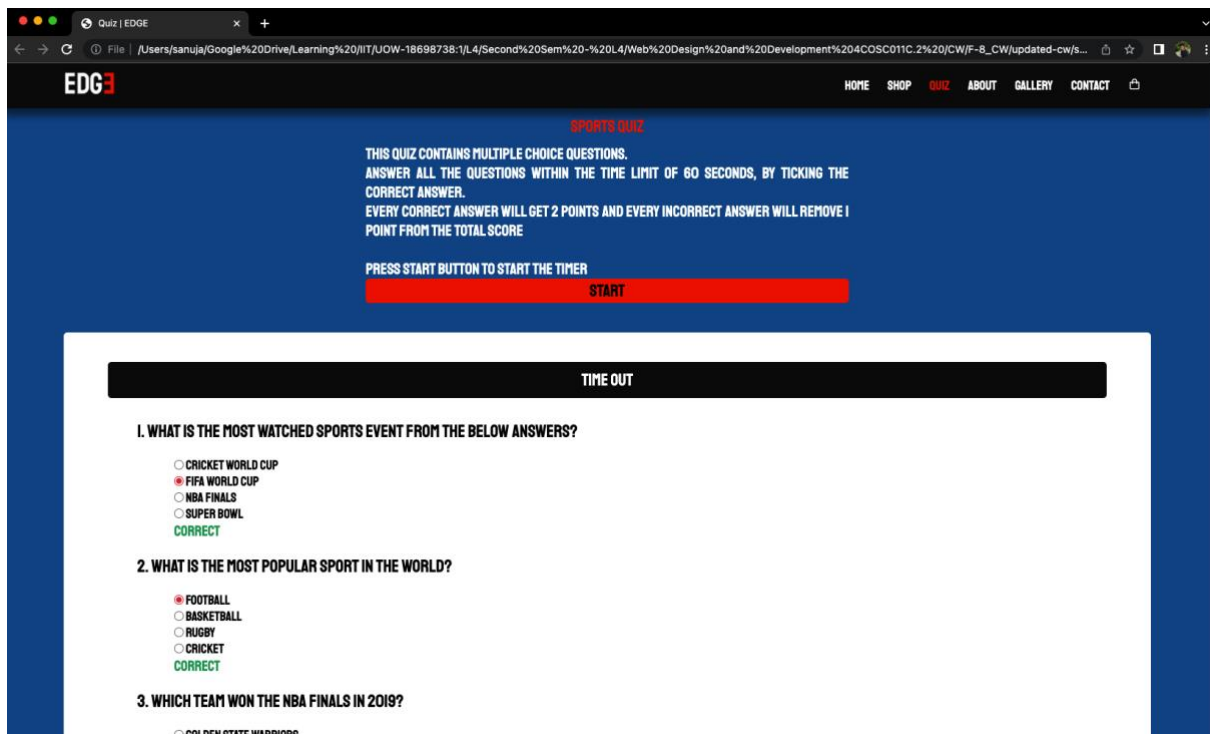 Quiz | EDGE
File /Users/sanuja/Google%20Drive/Learning%20/IIT/UOW-18698738:1/L4/Second%20Sem%20-%20L4/Web%20Design%20and%20Development%204COSC011C.2%20/CW/F-8_CW/updated-cw/s...
EDGE HOME SHOP QUIZ ABOUT GALLERY CONTACT
SPORTS QUIZ
THIS QUIZ CONTAINS MULTIPLE CHOICE QUESTIONS.
ANSWER ALL THE QUESTIONS WITHIN THE TIME LIMIT OF 60 SECONDS, BY TICKING THE
CORRECT ANSWER.
EVERY CORRECT ANSWER WILL GET 2 POINTS AND EVERY INCORRECT ANSWER WILL REMOVE 1
POINT FROM THE TOTAL SCORE
PRESS START BUTTON TO START THE TIMER
START
TIME OUT
1. WHAT IS THE MOST WATCHED SPORTS EVENT FROM THE BELOW ANSWERS?
CRICKET WORLD CUP
FIFA WORLD CUP
NBA FINALS
SUPER BOWL
CORRECT
2. WHAT IS THE MOST POPULAR SPORT IN THE WORLD?
FOOTBALL
BASKETBALL
RUGBY
CRICKET
CORRECT
3. WHICH TEAM WON THE NBA FINALS IN 2019?
GOLDEN STATE WARRIORS